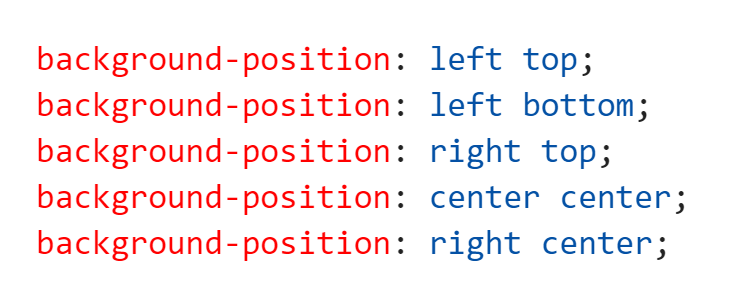 background-position: left top;
background-position: left bottom;
background-position: right top;
background-position: center center;
background-position: right center;